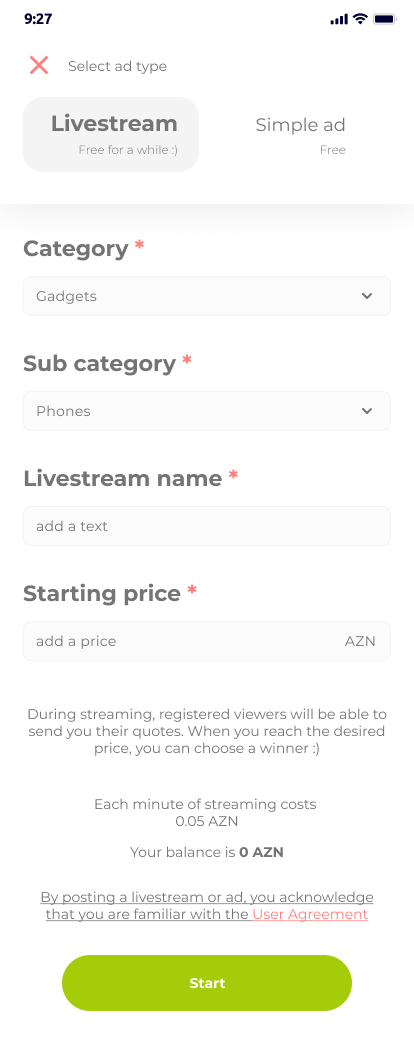 9:27
Select ad type
Livestream
Free for a while :)
Simple ad
Free
Category *
Gadgets
Sub category *
Phones
Livestream name *
add a text
Starting price *
add a price AZN
During streaming, registered viewers will be able to
send you their quotes. When you reach the desired
price, you can choose a winner :)
Each minute of streaming costs
0.05 AZN
Your balance is 0 AZN
By posting a livestream or ad, you acknowledge
that you are familiar with the User Agreement
Start